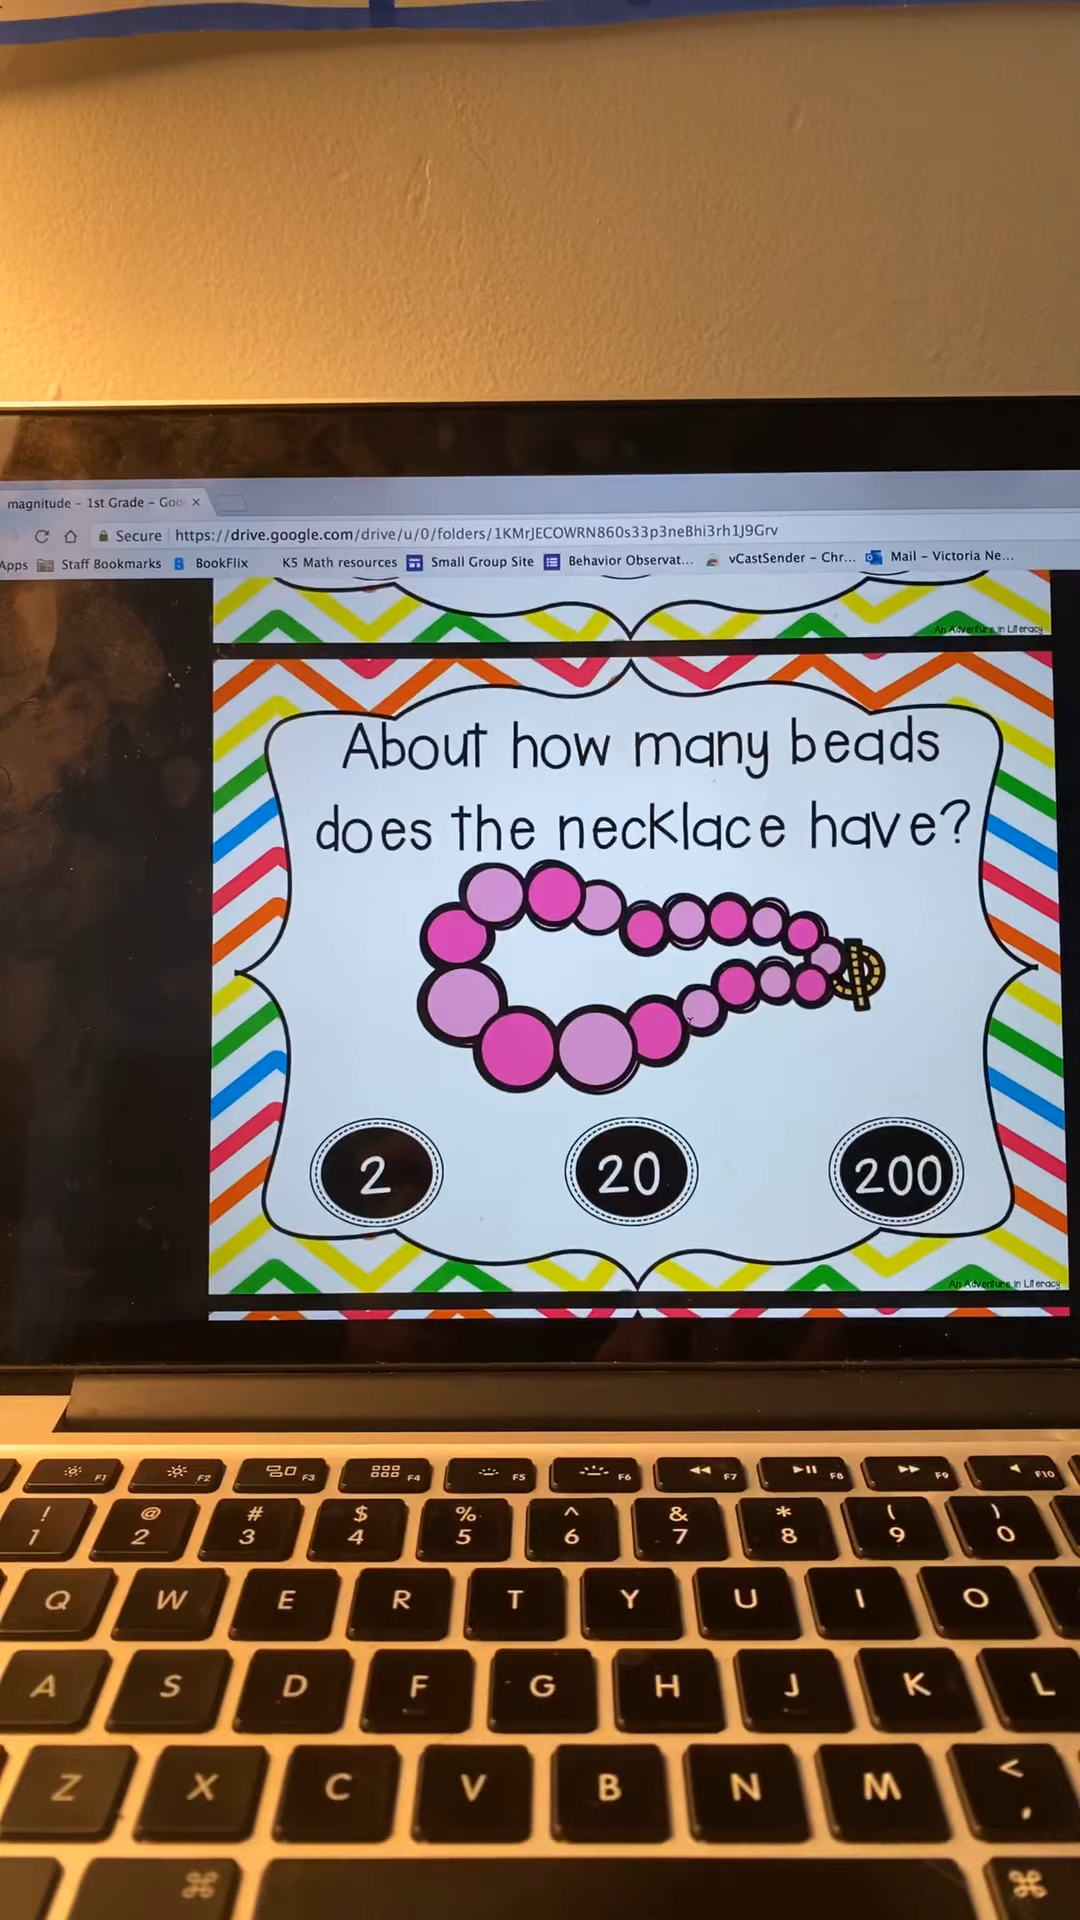 magnitude - 1st Grade - Goo
Secure https://drive.google.com/drive/u/0/folders/1KMrJECOWRN860s33p3neBhi3rh1J9Grv
Apps Staff Bookmarks B BookFlix K5 Math resources Small Group Site Behavior Observat... vCastSender - Chr... Mail - Victoria Ne...
An Adventure in Literacy
About how many beads
does the necklace have?
2 20 200
An Adventure in Literacy
F1 F2 F3 F4 F5 F6 F7 F8 F9 F10
! @ # $ % ^ & * ( )
1 2 3 4 5 6 7 8 9 0
Q W E R T Y U I O
A S D F G H J K L
Z X C V B N M <
,
⌘ ⌘